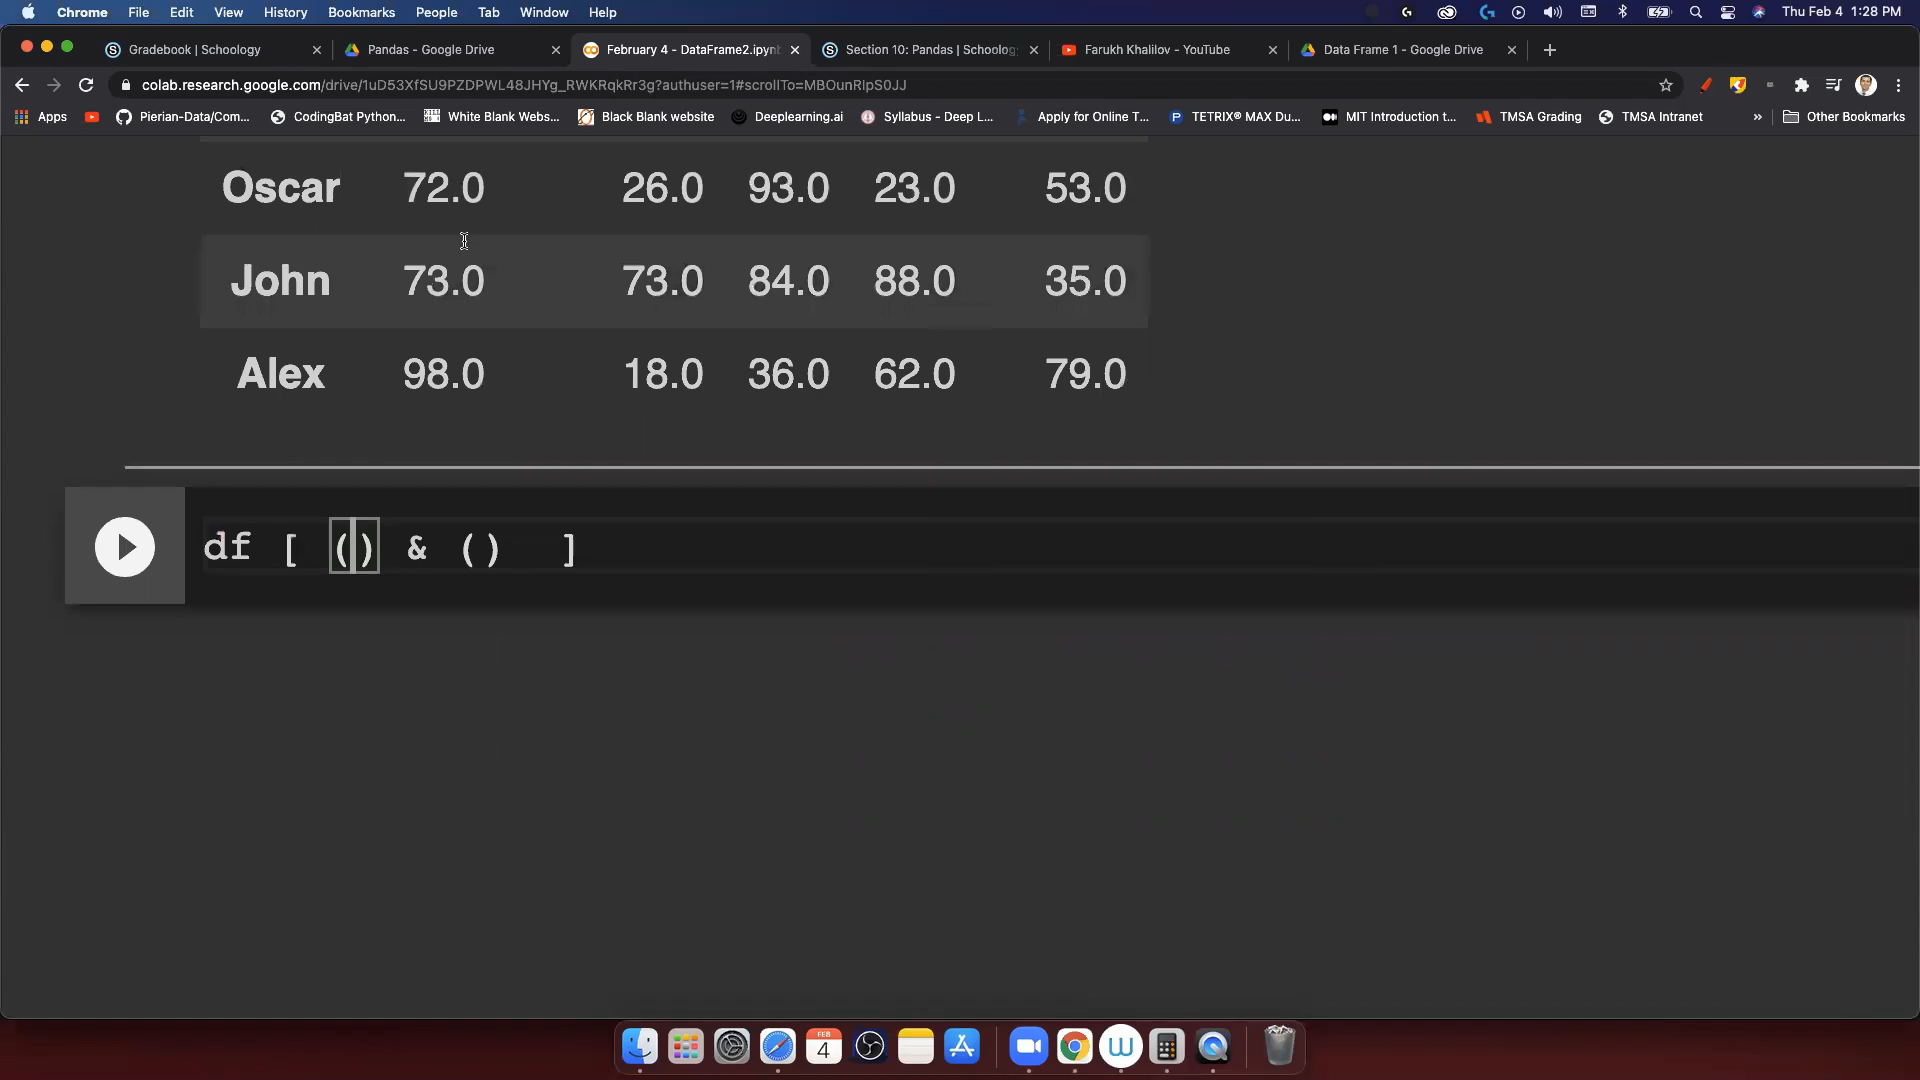 Chrome File Edit View History Bookmarks People Tab Window Help Thu Feb 4 1:28 PM
Gradebook | Schoology Pandas - Google Drive February 4 - DataFrame2.ipynb Section 10: Pandas | Schoology Farukh Khalilov - YouTube Data Frame 1 - Google Drive
colab.research.google.com/drive/1uD53XfSU9PZDPWL48JHYg_RWKRqkRr3g?authuser=1#scrollTo=MBOunRlpS0JJ
Apps Pierian-Data/Com... CodingBat Python... White Blank Webs... Black Blank website Deeplearning.ai Syllabus - Deep L... Apply for Online T... TETRIX® MAX Du... MIT Introduction t... TMSA Grading TMSA Intranet » Other Bookmarks
Oscar 72.0 26.0 93.0 23.0 53.0
John 73.0 73.0 84.0 88.0 35.0
Alex 98.0 18.0 36.0 62.0 79.0
df [ () & () ]
FEB
4